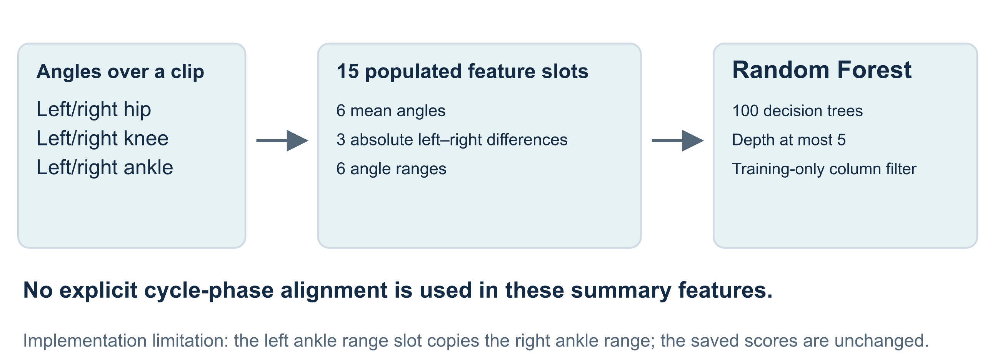 Angles over a clip
Left/right hip
Left/right knee
Left/right ankle
15 populated feature slots
6 mean angles
3 absolute left–right differences
6 angle ranges
Random Forest
100 decision trees
Depth at most 5
Training-only column filter
No explicit cycle-phase alignment is used in these summary features.
Implementation limitation: the left ankle range slot copies the right ankle range; the saved scores are unchanged.